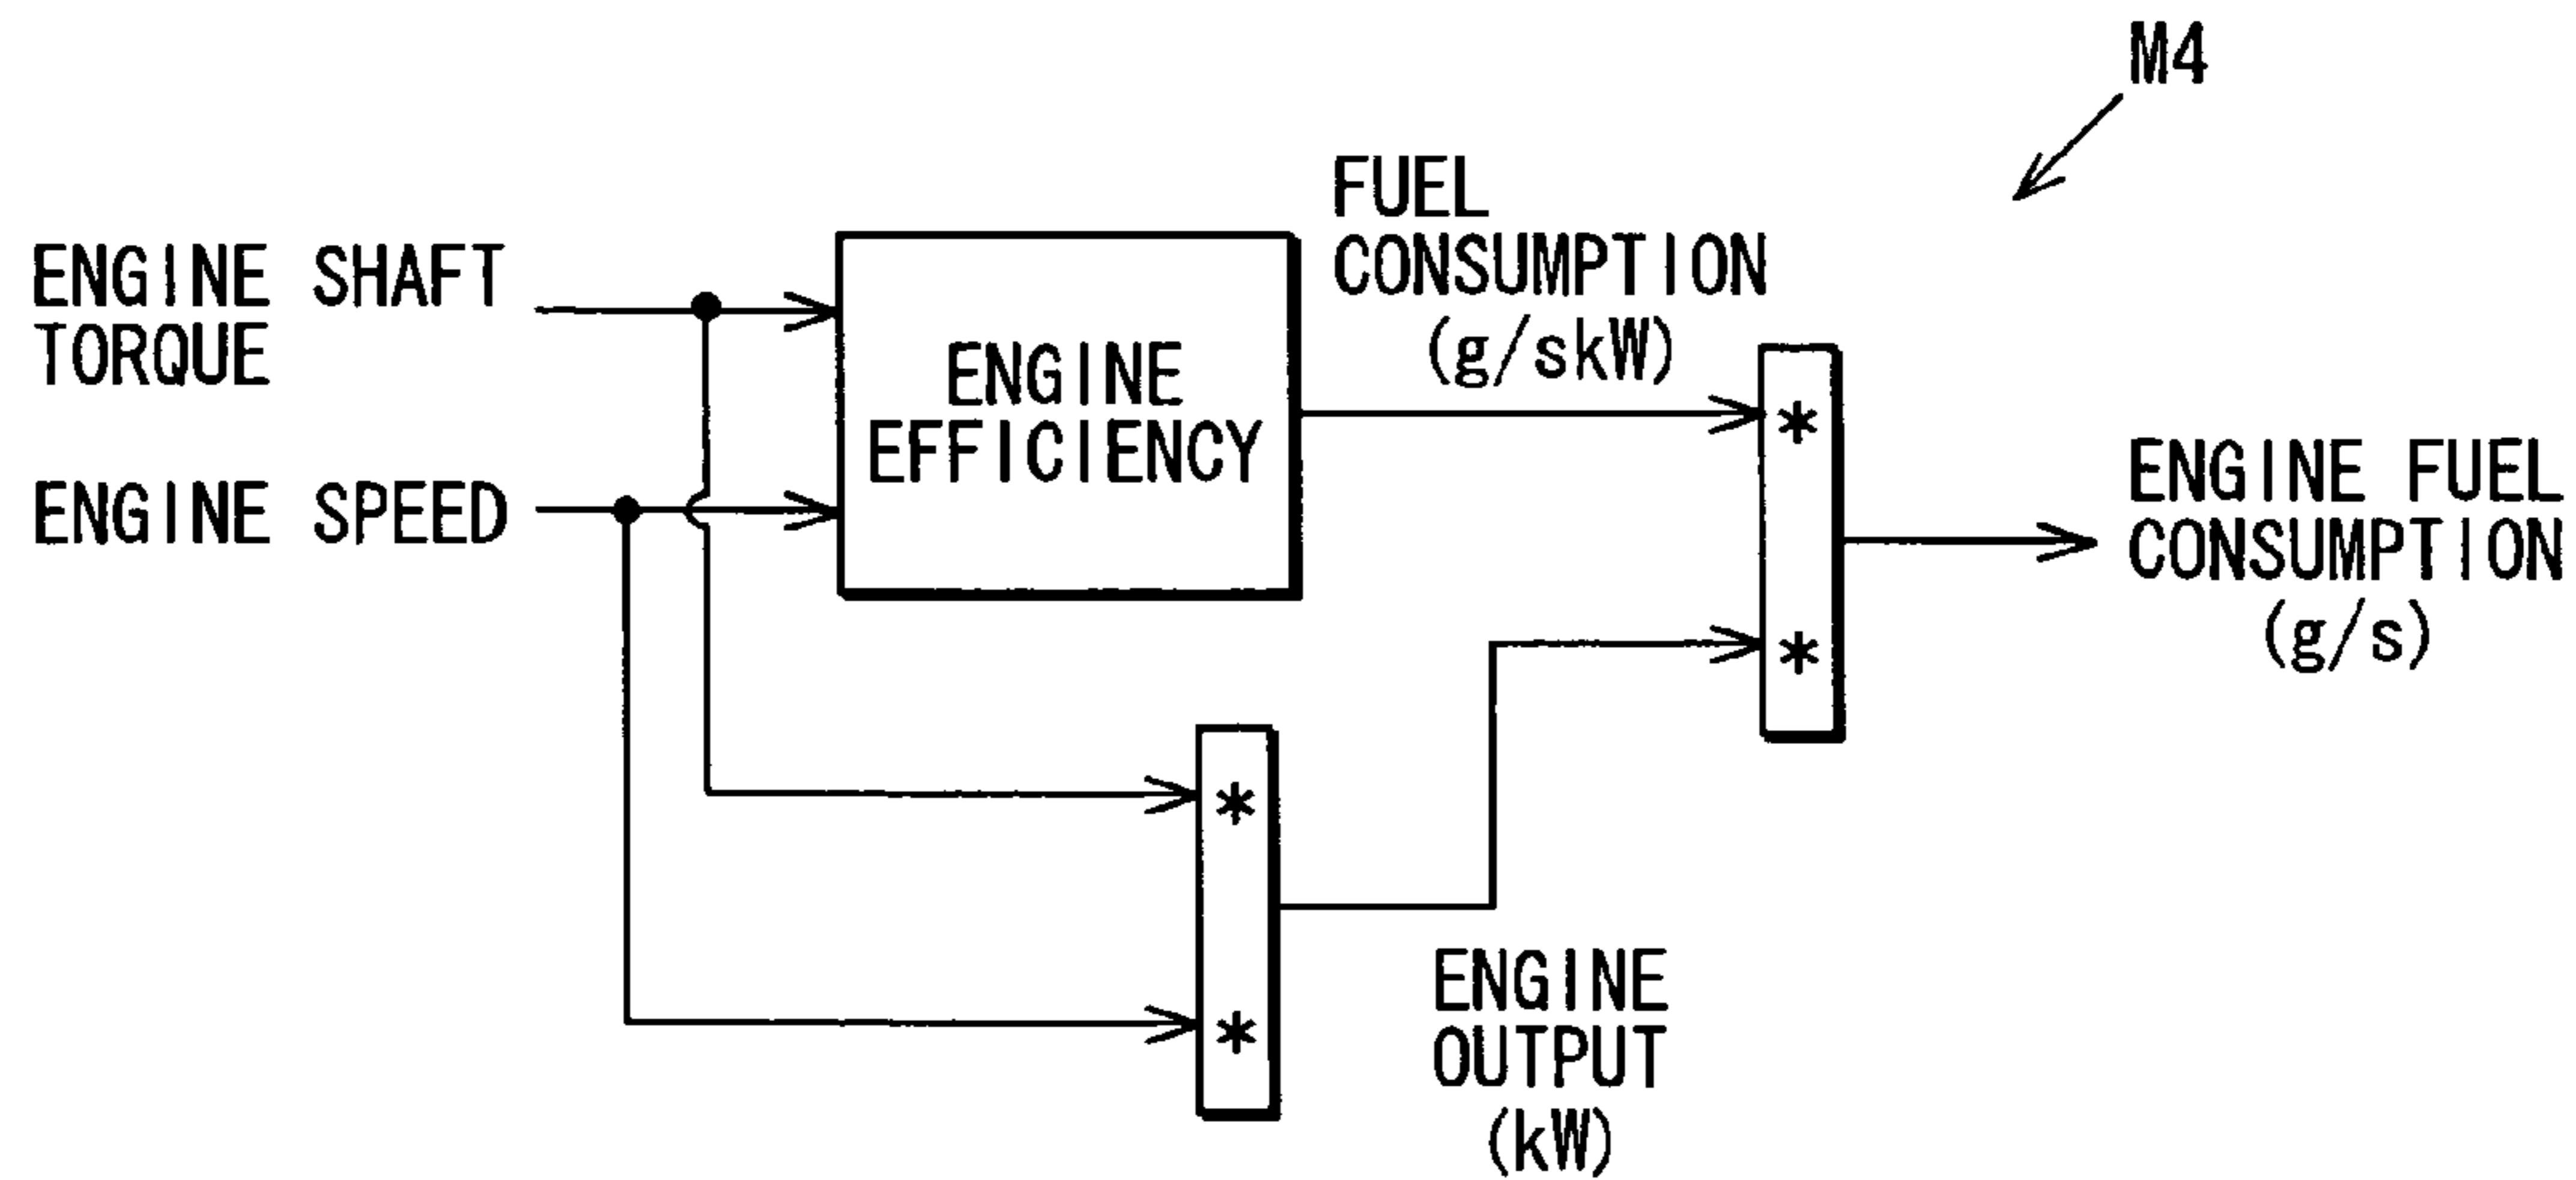 M4
ENGINE SHAFT
TORQUE
ENGINE SPEED
ENGINE
EFFICIENCY
FUEL
CONSUMPTION
(g/skW)
*
*
ENGINE FUEL
CONSUMPTION
(g/s)
*
*
ENGINE
OUTPUT
(kW)